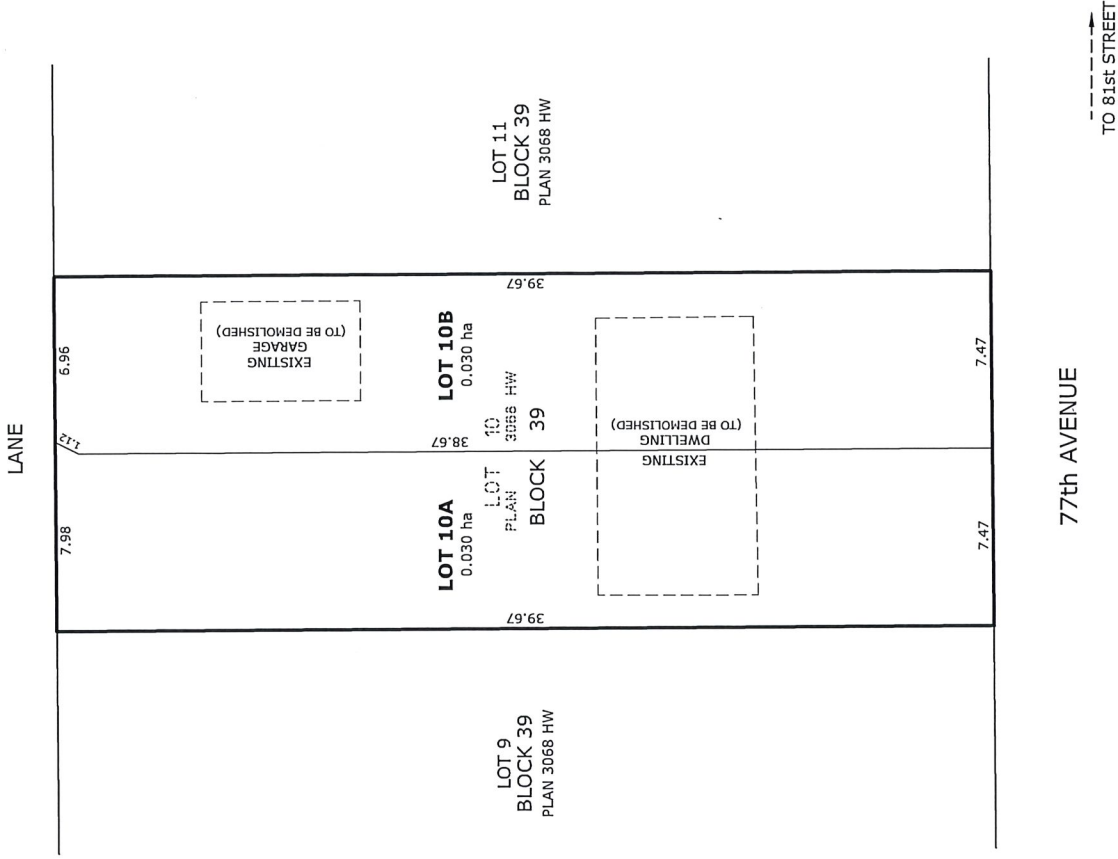 LANE
7.98
1.12
6.96
LOT 9
BLOCK 39
PLAN 3068 HW
39.67
LOT 10A
0.030 ha
38.67
LOT 10
PLAN 3068 HW
BLOCK 39
LOT 10B
0.030 ha
EXISTING
GARAGE
(TO BE DEMOLISHED)
EXISTING
DWELLING
(TO BE DEMOLISHED)
39.67
LOT 11
BLOCK 39
PLAN 3068 HW
7.47
7.47
77th AVENUE
TO 81st STREET